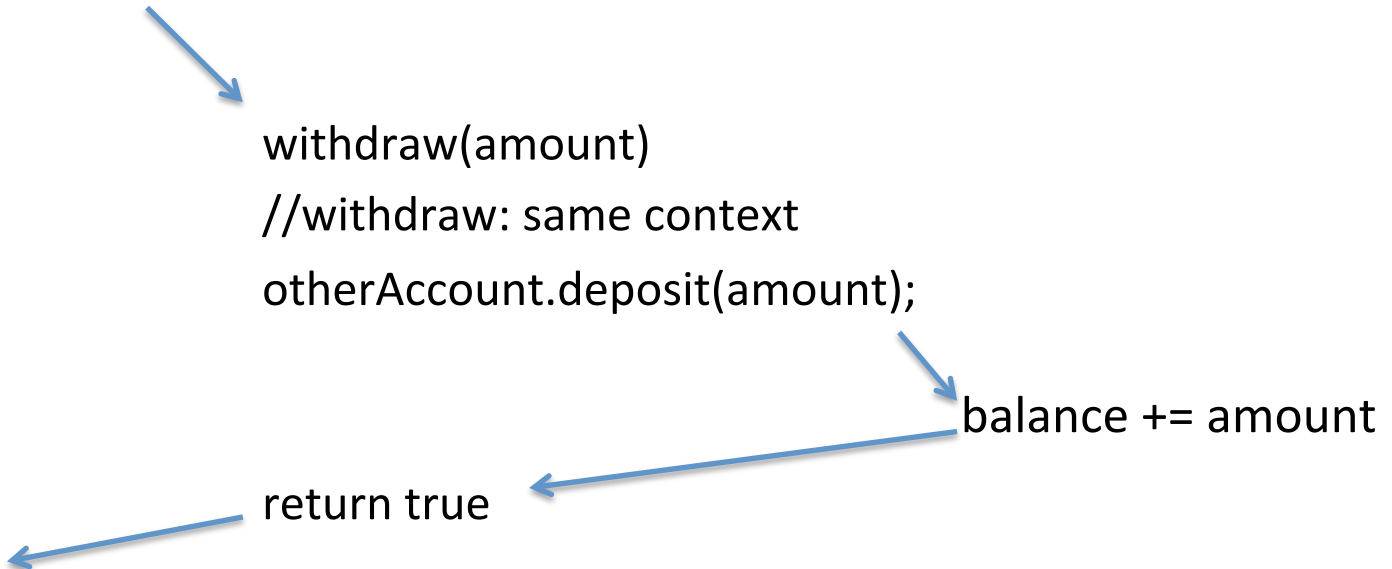 withdraw(amount)
//withdraw: same context
otherAccount.deposit(amount);
balance += amount
return true